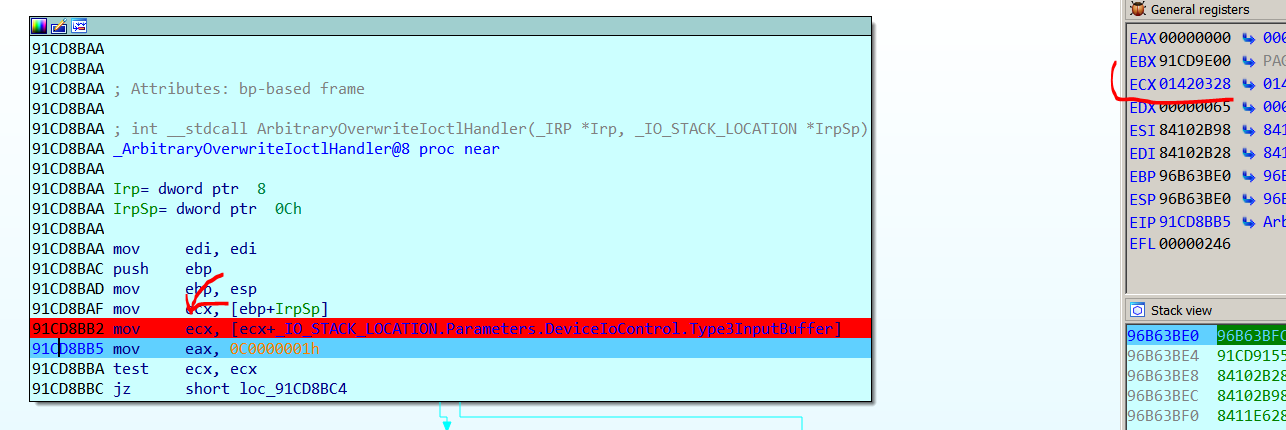 General registers
91CD8BAA
91CD8BAA
91CD8BAA ; Attributes: bp-based frame
91CD8BAA
91CD8BAA ; int __stdcall ArbitraryOverwriteIoctlHandler(_IRP *Irp, _IO_STACK_LOCATION *IrpSp)
91CD8BAA _ArbitraryOverwriteIoctlHandler@8 proc near
91CD8BAA
91CD8BAA Irp= dword ptr 8
91CD8BAA IrpSp= dword ptr 0Ch
91CD8BAA
91CD8BAA mov edi, edi
91CD8BAC push ebp
91CD8BAD mov ebp, esp
91CD8BAF mov ecx, [ebp+IrpSp]
91CD8BB2 mov ecx, [ecx+_IO_STACK_LOCATION.Parameters.DeviceIoControl.Type3InputBuffer]
91CD8BB5 mov eax, 0C0000001h
91CD8BBA test ecx, ecx
91CD8BBC jz short loc_91CD8BC4
EAX 00000000 000
EBX 91CD9E00 PAG
ECX 01420328 014
EDX 00000065 000
ESI 84102B98 841
EDI 84102B28 841
EBP 96B63BE0 96B
ESP 96B63BE0 96B
EIP 91CD8BB5 Arb
EFL 00000246
Stack view
96B63BE0 96B63BFC
96B63BE4 91CD9155
96B63BE8 84102B28
96B63BEC 84102B98
96B63BF0 8411E628